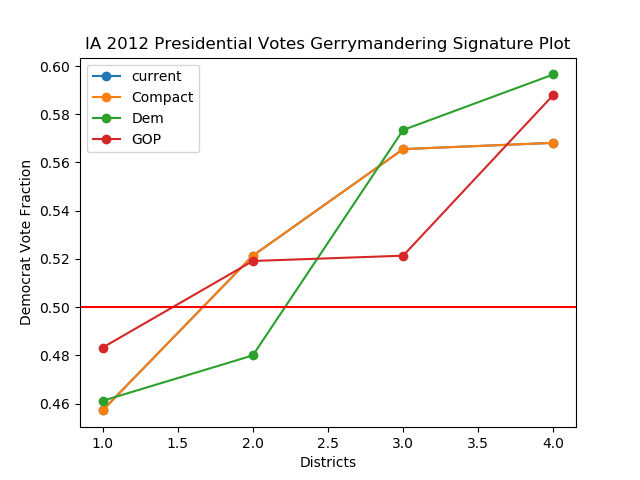 IA 2012 Presidential Votes Gerrymandering Signature Plot
current
Compact
Dem
GOP
Democrat Vote Fraction
0.60
0.58
0.56
0.54
0.52
0.50
0.48
0.46
1.0 1.5 2.0 2.5 3.0 3.5 4.0
Districts